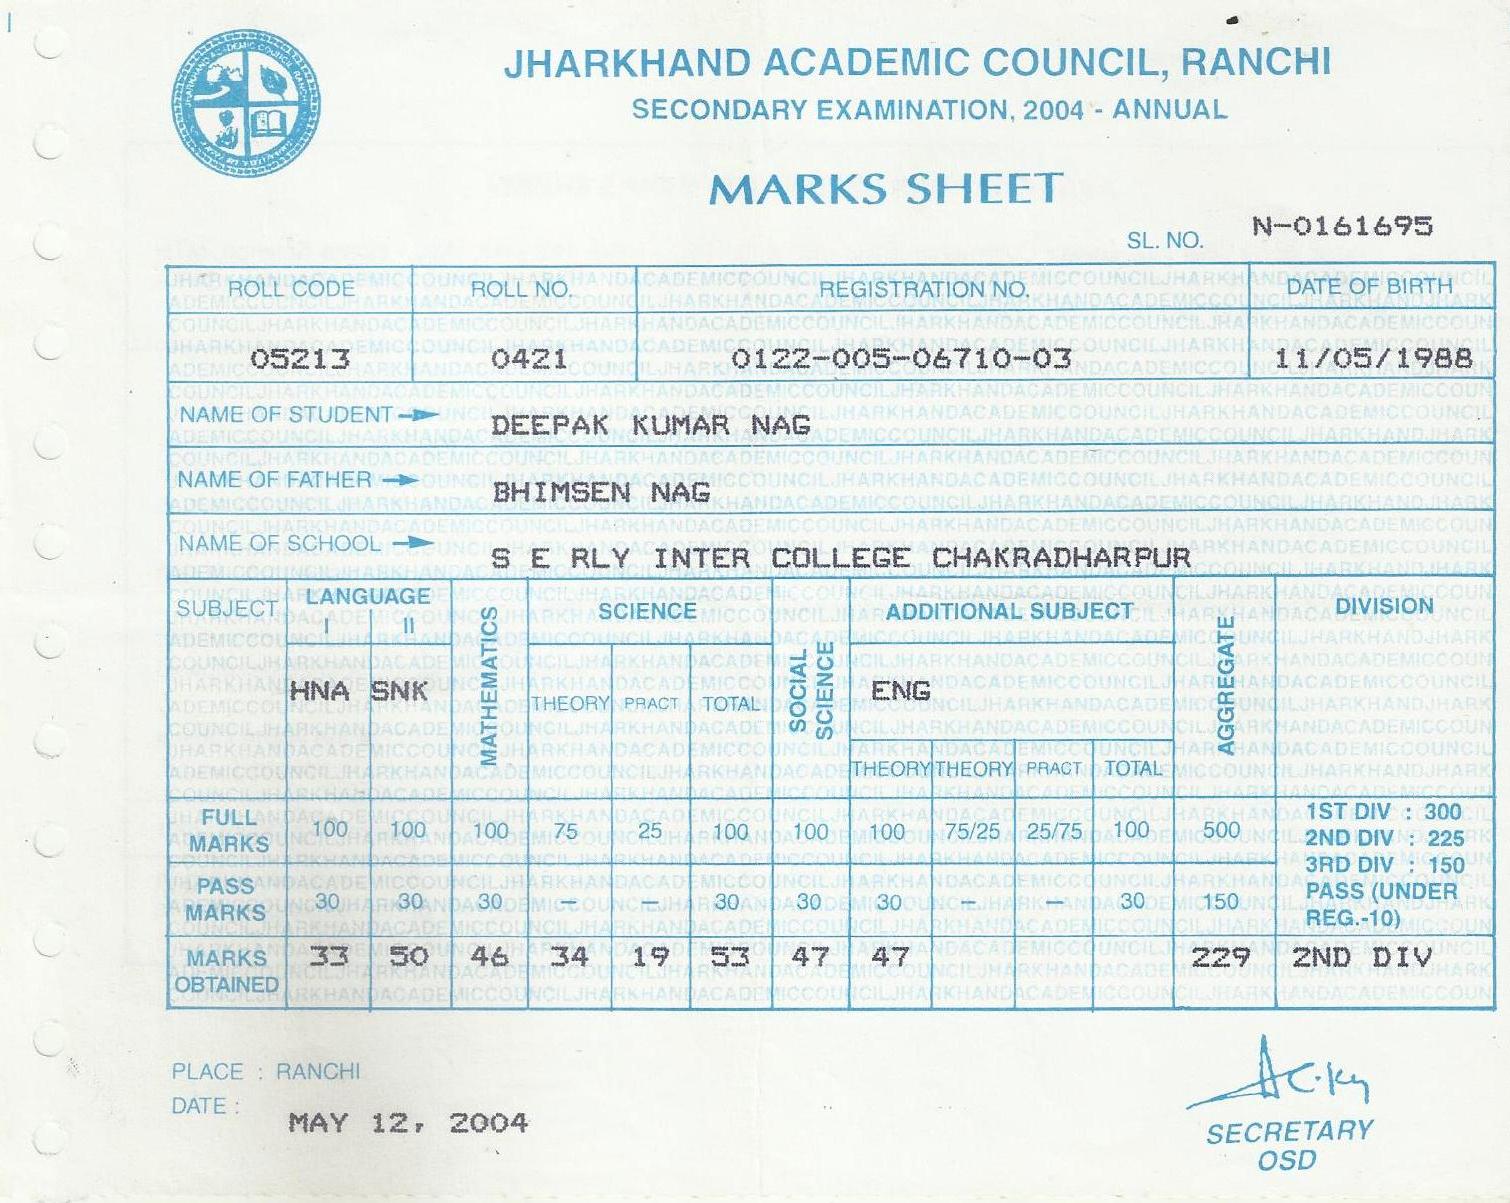 JHARKHAND ACADEMIC COUNCIL, RANCHI
SECONDARY EXAMINATION, 2004 - ANNUAL
MARKS SHEET
SL. NO. N-0161695
ROLL CODE ROLL NO. REGISTRATION NO. DATE OF BIRTH
05213 0421 0122-005-06710-03 11/05/1988
NAME OF STUDENT DEEPAK KUMAR NAG
NAME OF FATHER BHIMSEN NAG
NAME OF SCHOOL S E RLY INTER COLLEGE CHAKRADHARPUR
SUBJECT LANGUAGE MATHEMATICS SCIENCE SOCIAL SCIENCE ADDITIONAL SUBJECT AGGREGATE DIVISION
I II
HNA SNK THEORY PRACT TOTAL ENG
THEORY THEORY PRACT TOTAL
FULL MARKS 100 100 100 75 25 100 100 100 75/25 25/75 100 500
1ST DIV : 300
2ND DIV : 225
3RD DIV : 150
PASS (UNDER
REG.-10)
PASS MARKS 30 30 30 – – 30 30 30 – – 30 150
MARKS OBTAINED 33 50 46 34 19 53 47 47 229 2ND DIV
PLACE : RANCHI
DATE : MAY 12, 2004
SECRETARY
OSD